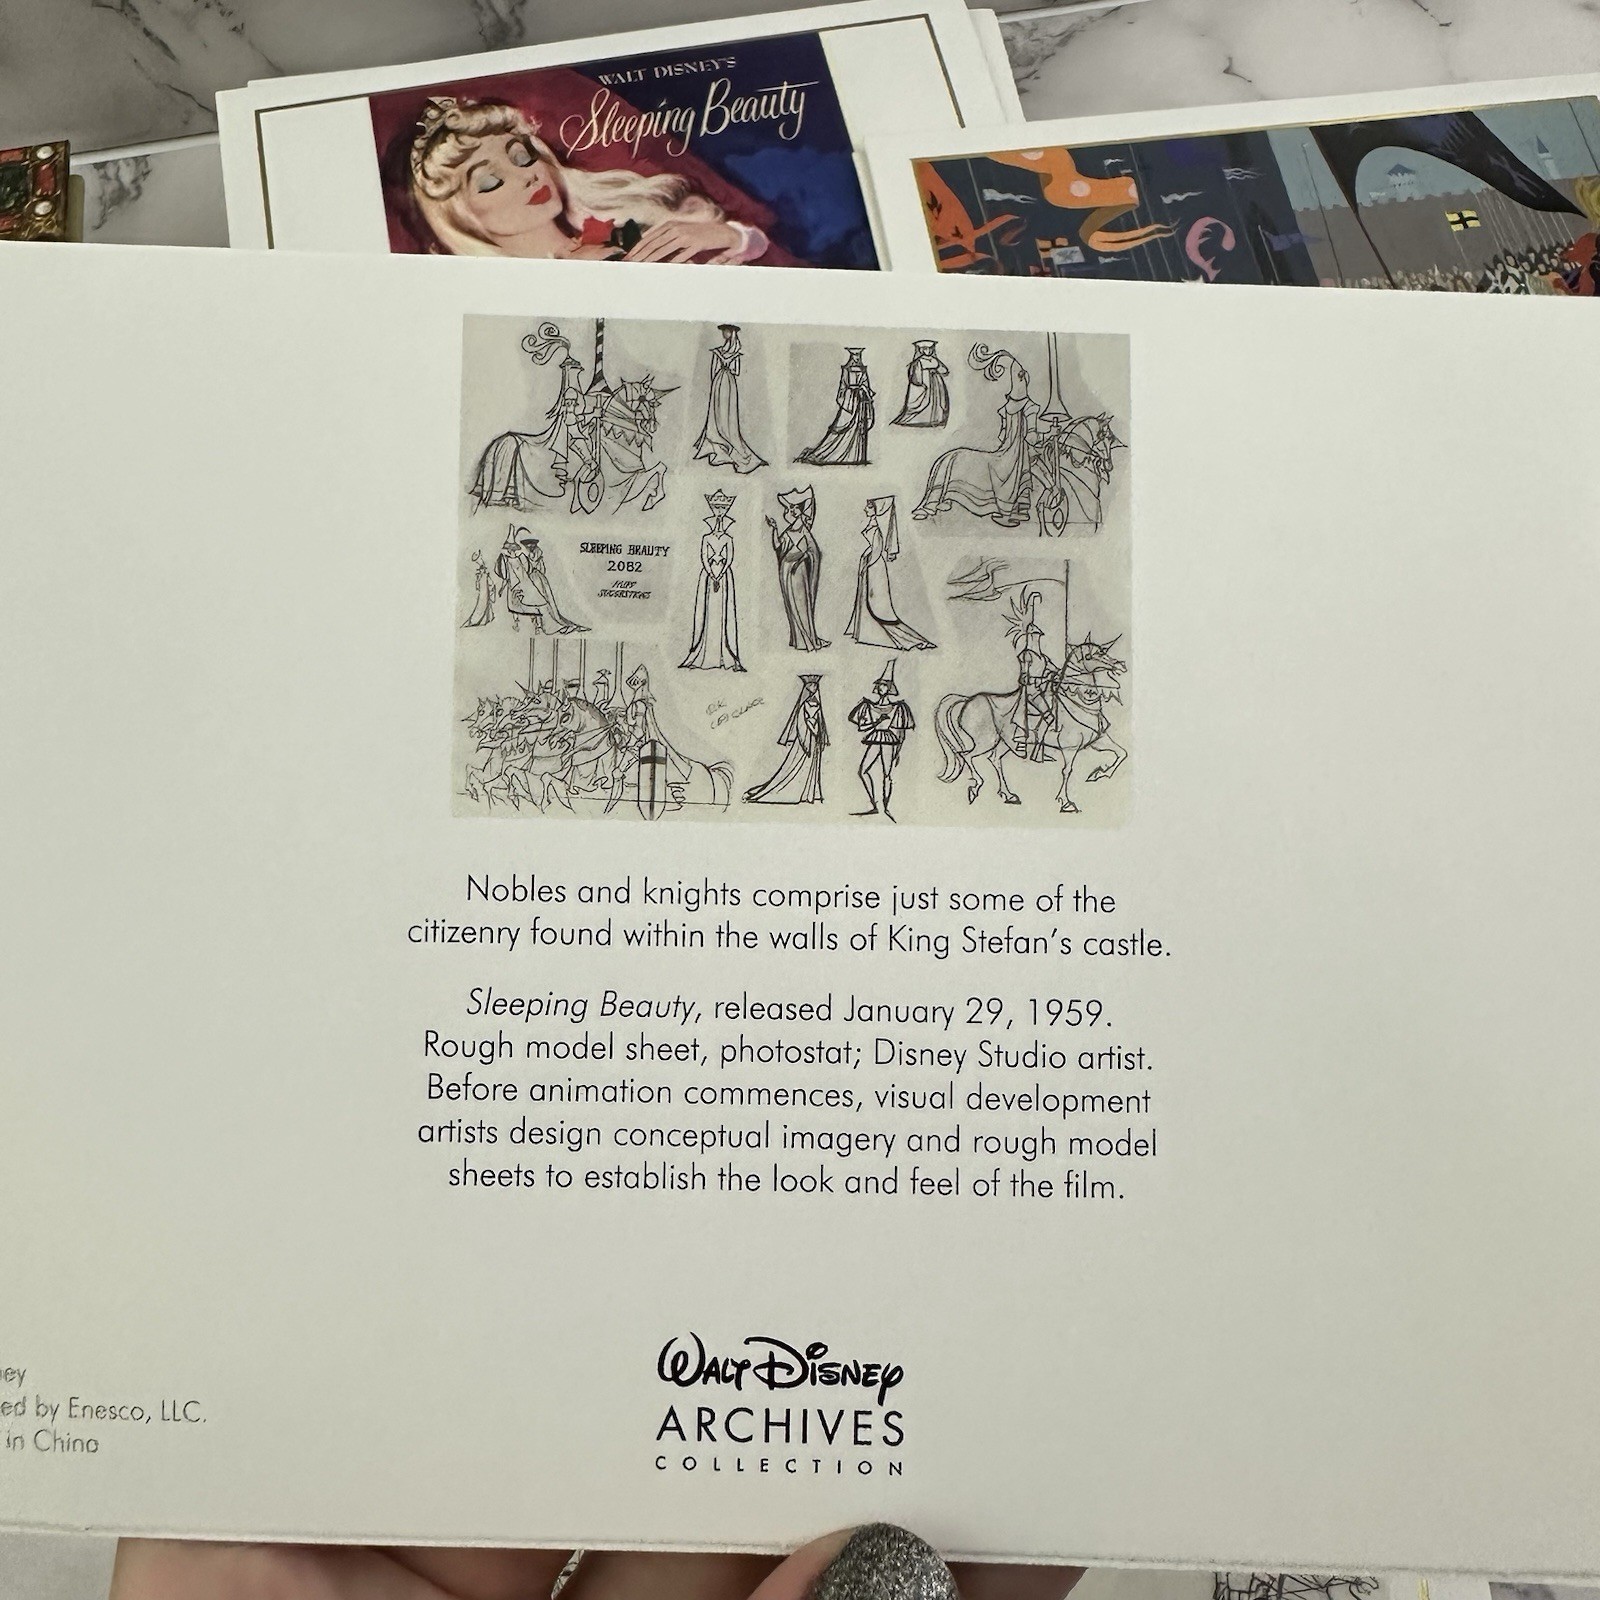 WALT DISNEY'S
Sleeping Beauty
SLEEPING BEAUTY
2082
Nobles and knights comprise just some of the
citizenry found within the walls of King Stefan's castle.
Sleeping Beauty, released January 29, 1959.
Rough model sheet, photostat; Disney Studio artist.
Before animation commences, visual development
artists design conceptual imagery and rough model
sheets to establish the look and feel of the film.
WALT DISNEY
ARCHIVES
COLLECTION
ey
ed by Enesco, LLC.
in China